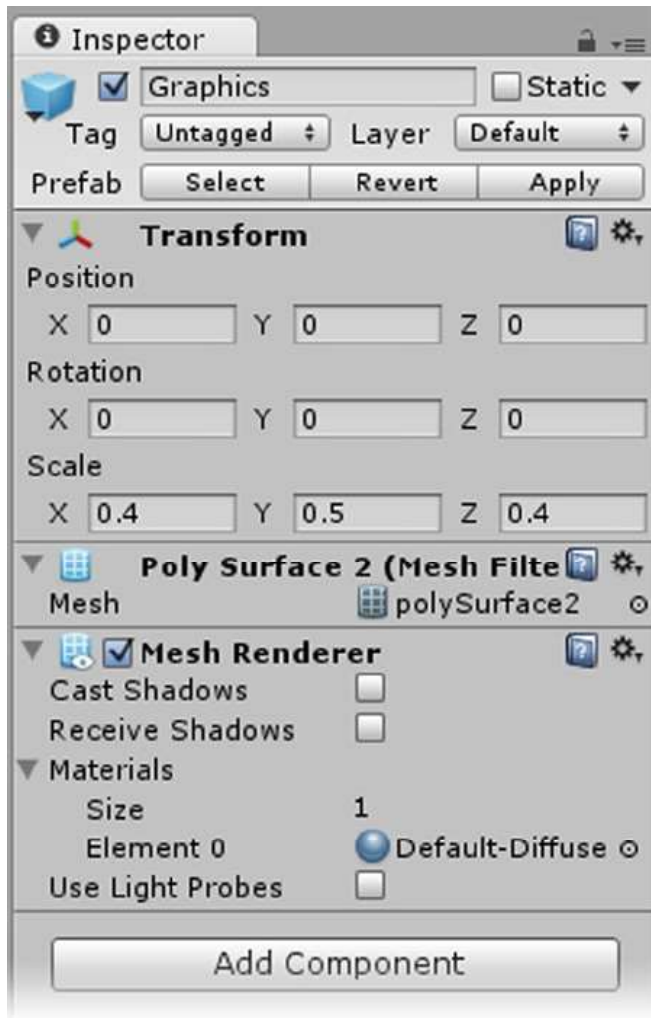 Inspector
Graphics Static
Tag Untagged Layer Default
Prefab Select Revert Apply
Transform
Position
X 0 Y 0 Z 0
Rotation
X 0 Y 0 Z 0
Scale
X 0.4 Y 0.5 Z 0.4
Poly Surface 2 (Mesh Filte
Mesh polySurface2
Mesh Renderer
Cast Shadows
Receive Shadows
Materials
Size 1
Element 0 Default-Diffuse
Use Light Probes
Add Component